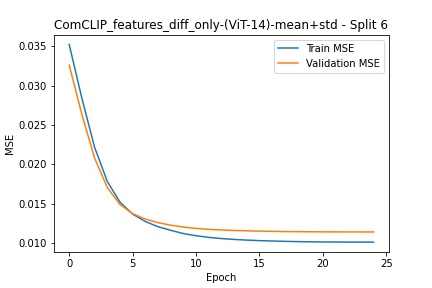 ComCLIP_features_diff_only-(ViT-14)-mean+std - Split 6
Train MSE
Validation MSE
MSE
0.035
0.030
0.025
0.020
0.015
0.010
0 5 10 15 20 25
Epoch